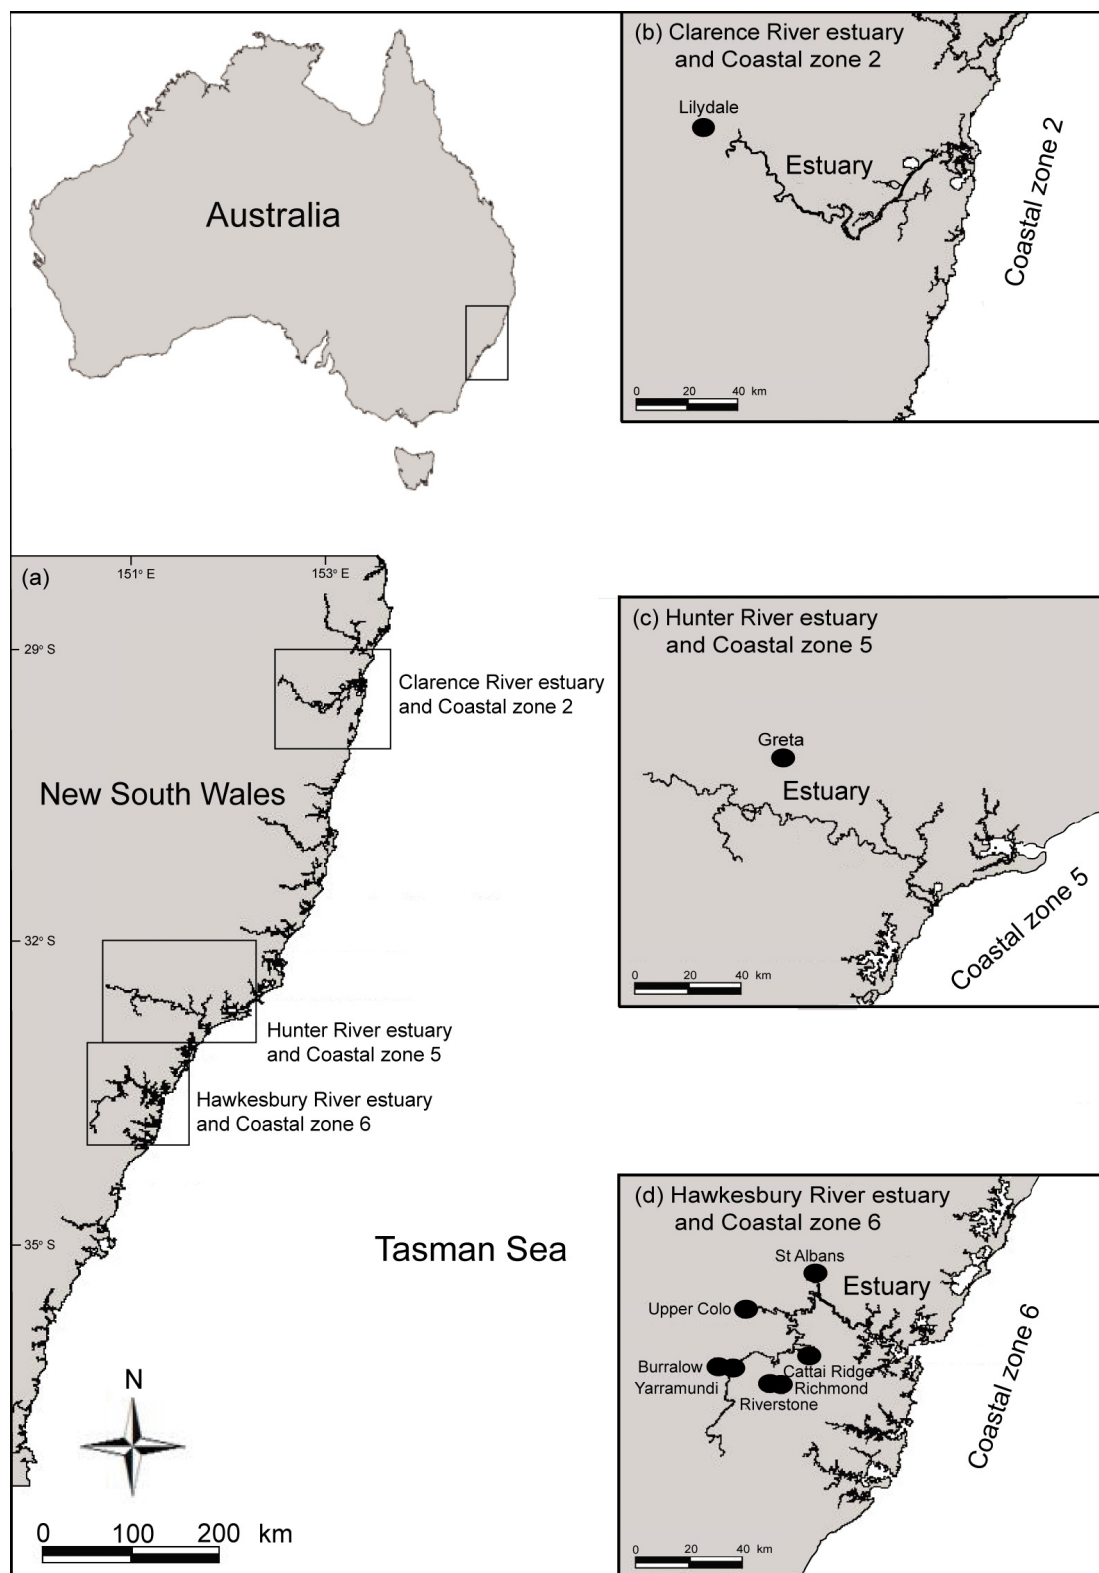 Australia
(b) Clarence River estuary
and Coastal zone 2
Lilydale
Estuary
Coastal zone 2
0 20 40 km
(a)
151° E
153° E
29° S
Clarence River estuary
and Coastal zone 2
New South Wales
32° S
Hunter River estuary
and Coastal zone 5
Hawkesbury River estuary
and Coastal zone 6
35° S
Tasman Sea
N
0 100 200 km
(c) Hunter River estuary
and Coastal zone 5
Greta
Estuary
Coastal zone 5
0 20 40 km
(d) Hawkesbury River estuary
and Coastal zone 6
St Albans
Estuary
Upper Colo
Burralow
Cattai Ridge
Yarramundi
Richmond
Riverstone
Coastal zone 6
0 20 40 km